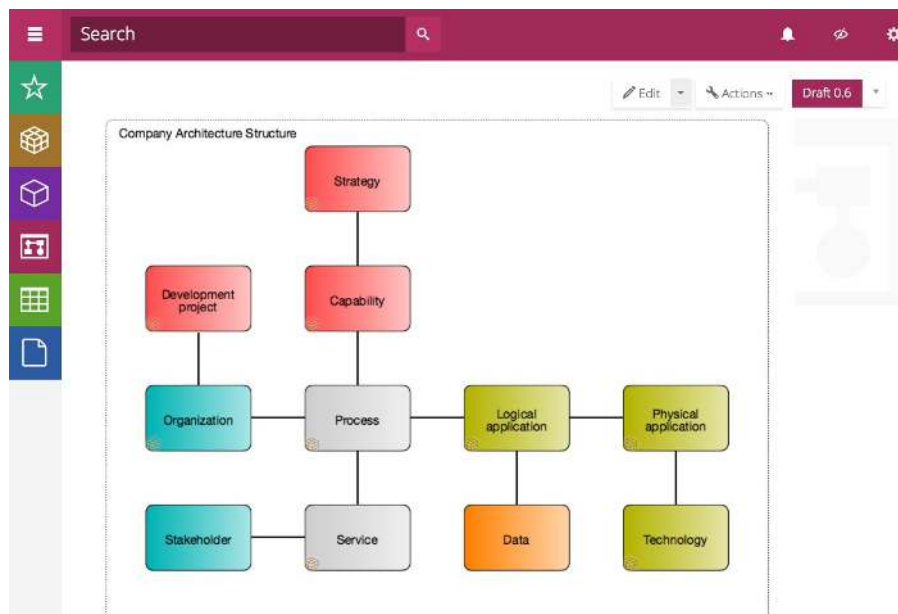 Search
Edit
Actions
Draft 0.6
Company Architecture Structure
Strategy
Development
project
Capability
Organization
Process
Logical
application
Physical
application
Stakeholder
Service
Data
Technology